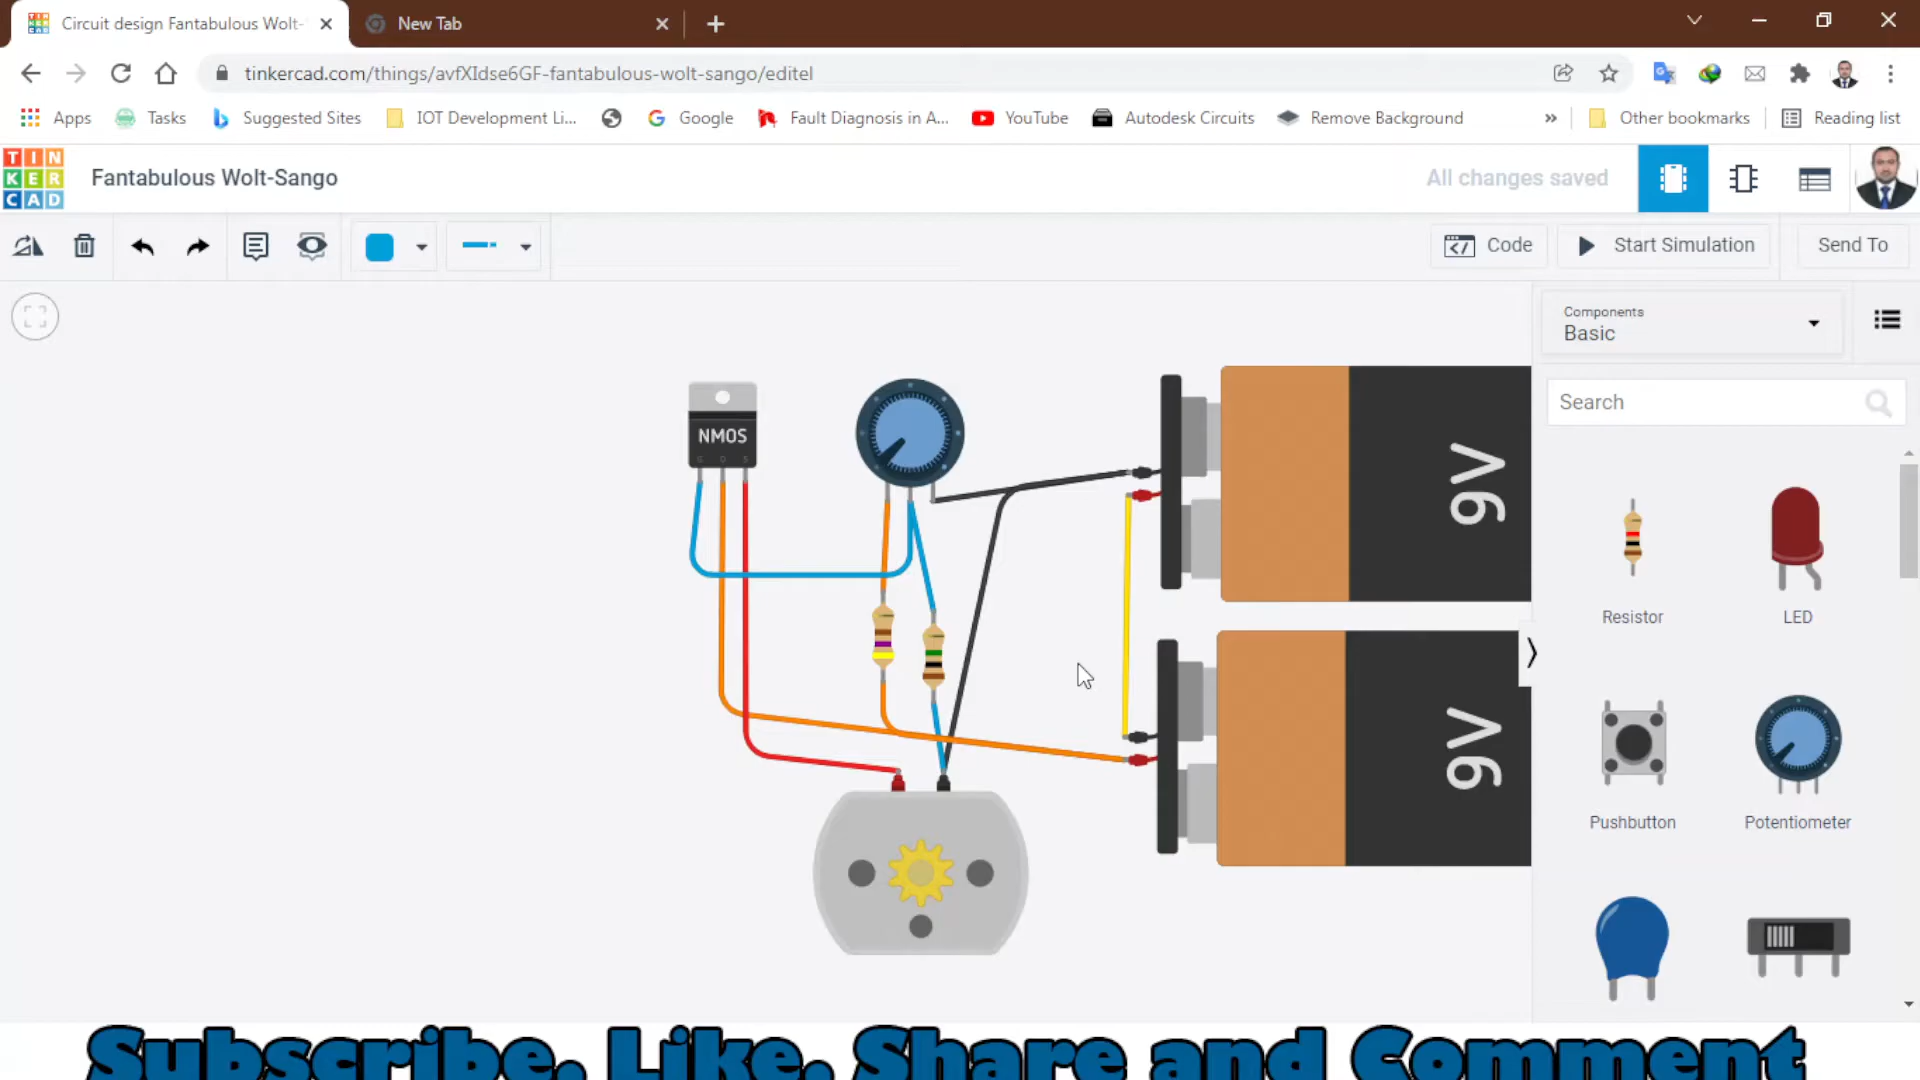 Circuit design Fantabulous Wolt-
New Tab
tinkercad.com/things/avfXIdse6GF-fantabulous-wolt-sango/editel
Apps
Tasks
Suggested Sites
IOT Development Li...
Google
Fault Diagnosis in A...
YouTube
Autodesk Circuits
Remove Background
»
Other bookmarks
Reading list
TIN
KER
CAD
Fantabulous Wolt-Sango
All changes saved
Code
Start Simulation
Send To
Components
Basic
Search
NMOS
G D S
9V
9V
Resistor
LED
Pushbutton
Potentiometer
Subscribe, Like, Share and Comment